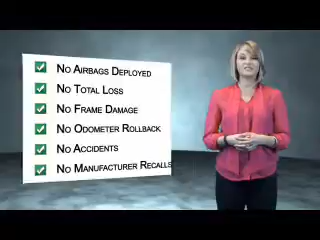 No Airbags Deployed
No Total Loss
No Frame Damage
No Odometer Rollback
No Accidents
No Manufacturer Recalls